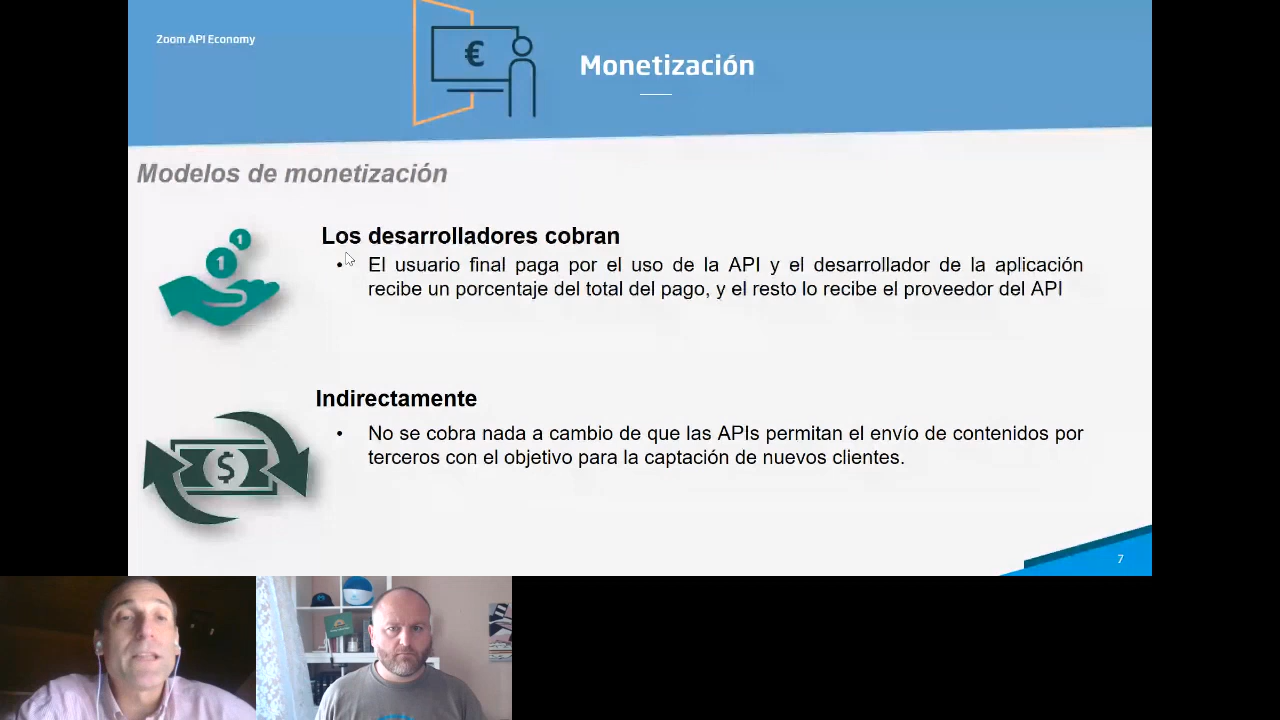 Zoom API Economy
€
Monetización
Modelos de monetización
1
1
Los desarrolladores cobran
• El usuario final paga por el uso de la API y el desarrollador de la aplicación
recibe un porcentaje del total del pago, y el resto lo recibe el proveedor del API
Indirectamente
• No se cobra nada a cambio de que las APIs permitan el envío de contenidos por
terceros con el objetivo para la captación de nuevos clientes.
$
7